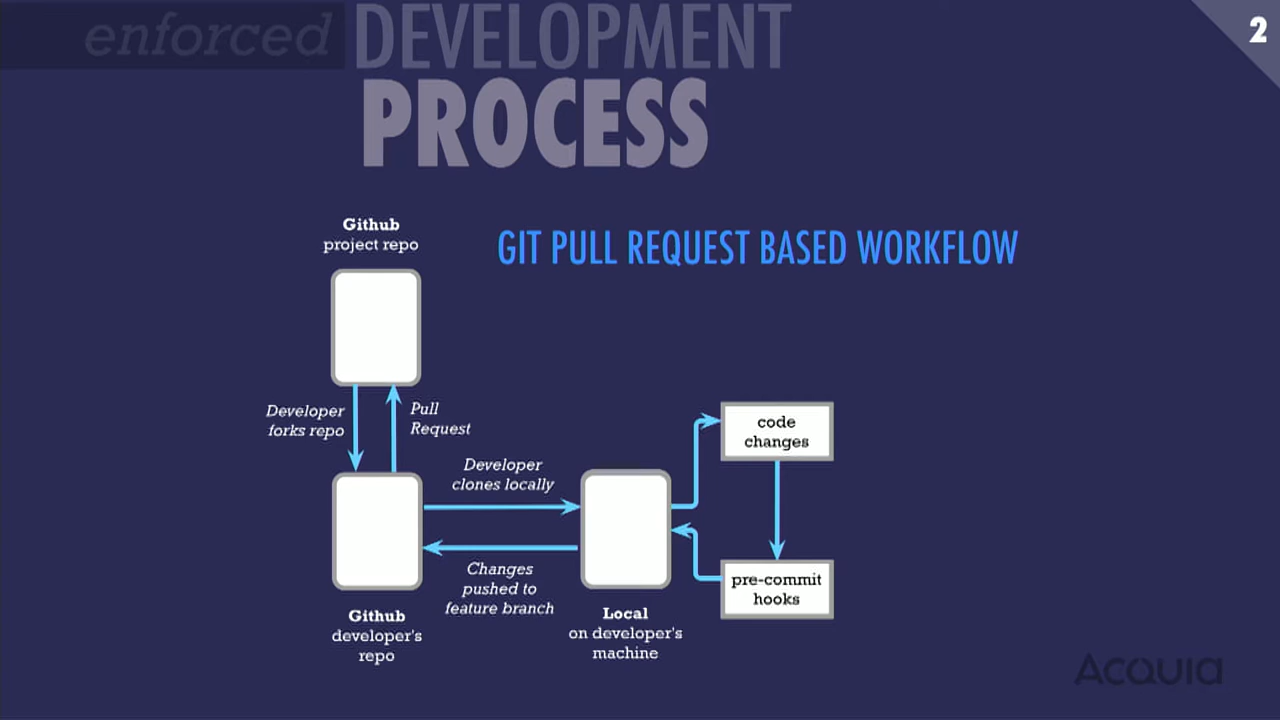 enforced DEVELOPMENT
PROCESS
2
Github
project repo
GIT PULL REQUEST BASED WORKFLOW
Developer
forks repo
Pull
Request
Developer
clones locally
code
changes
Changes
pushed to
feature branch
pre-commit
hooks
Github
developer's
repo
Local
on developer's
machine
Acquia